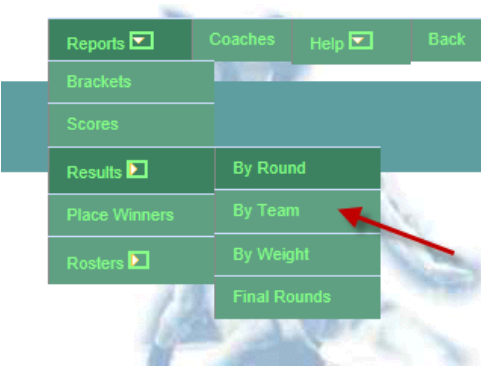 Reports Coaches Help Back
Brackets
Scores
Results By Round
Place Winners By Team
Rosters By Weight
Final Rounds